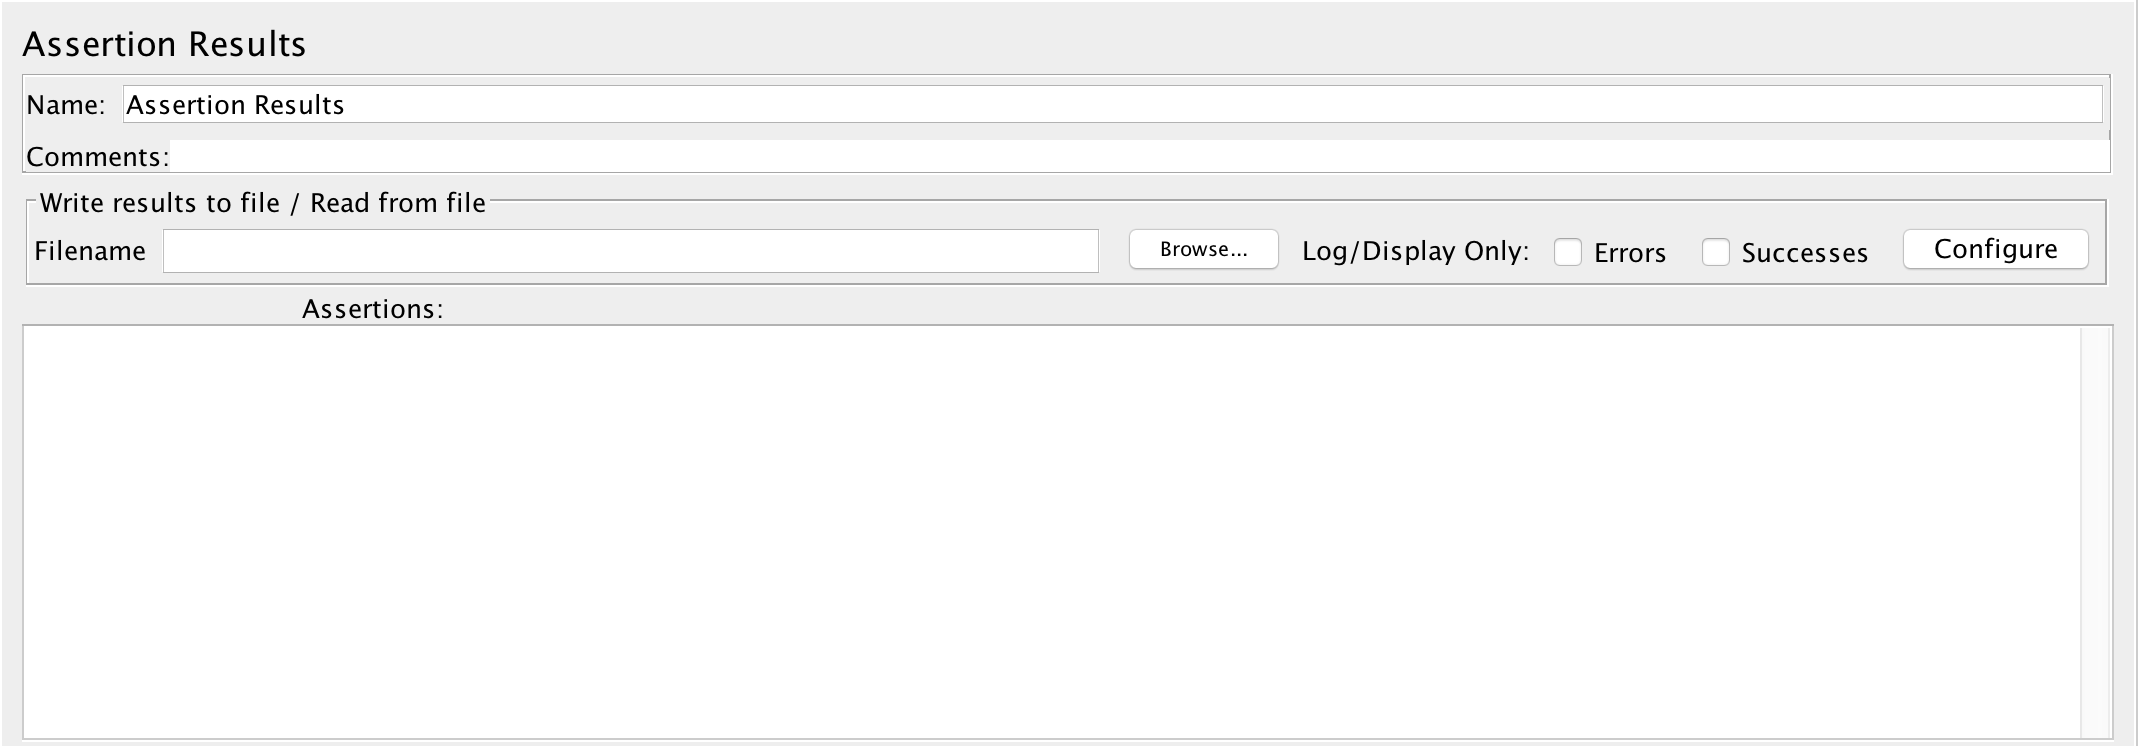 Assertion Results
Name: Assertion Results
Comments:
Write results to file / Read from file
Filename Browse... Log/Display Only: Errors Successes Configure
Assertions: